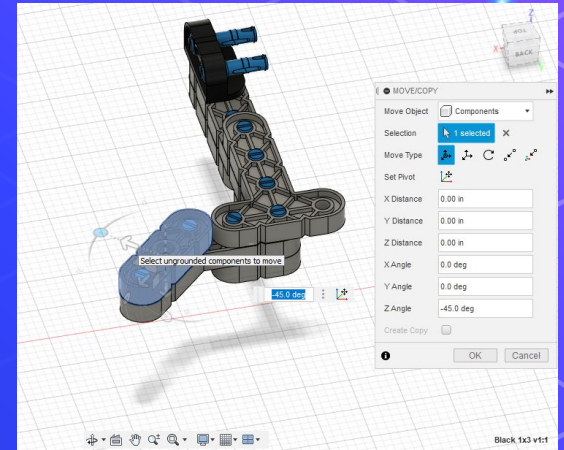 TOP
BACK
X
Z
MOVE/COPY
Move Object
Components
Selection
1 selected
Move Type
Set Pivot
X Distance
0.00 in
Y Distance
0.00 in
Z Distance
0.00 in
X Angle
0.0 deg
Y Angle
0.0 deg
Z Angle
-45.0 deg
Create Copy
OK
Cancel
Select ungrounded components to move
-45.0 deg
Black 1x3 v1:1